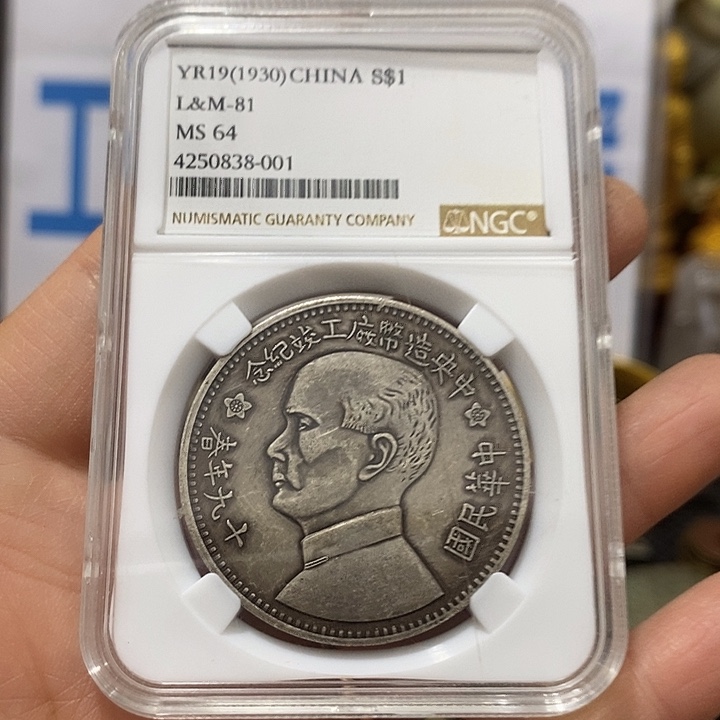 YR19(1930) CHINA S$1
L&M-81
MS 64
4250838-001
NUMISMATIC GUARANTY COMPANY
NGC®
中央造幣廠工竣紀念
中華民國
十九年春